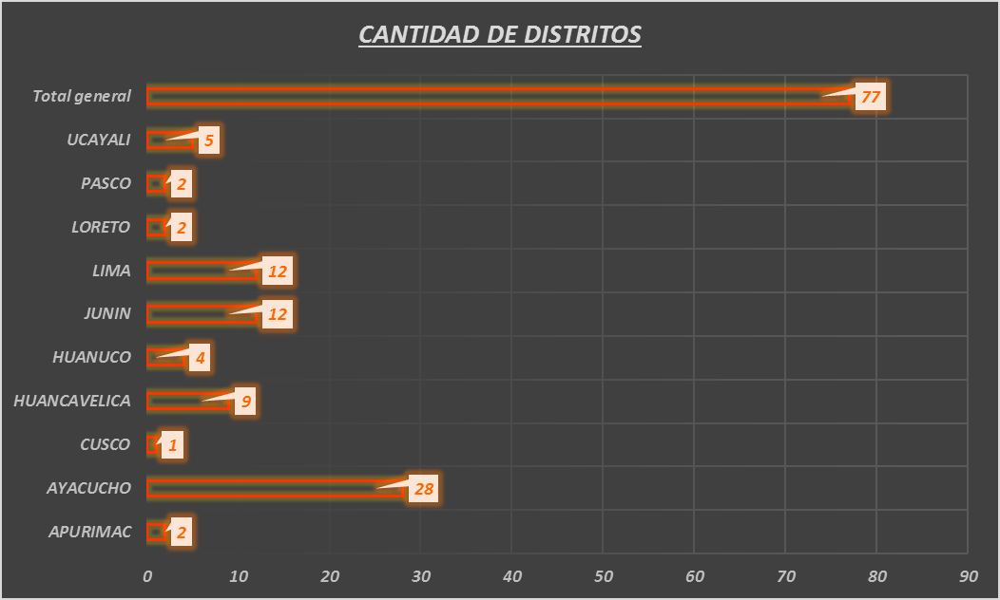 CANTIDAD DE DISTRITOS
Total general 77
UCAYALI 5
PASCO 2
LORETO 2
LIMA 12
JUNIN 12
HUANUCO 4
HUANCAVELICA 9
CUSCO 1
AYACUCHO 28
APURIMAC 2
0 10 20 30 40 50 60 70 80 90